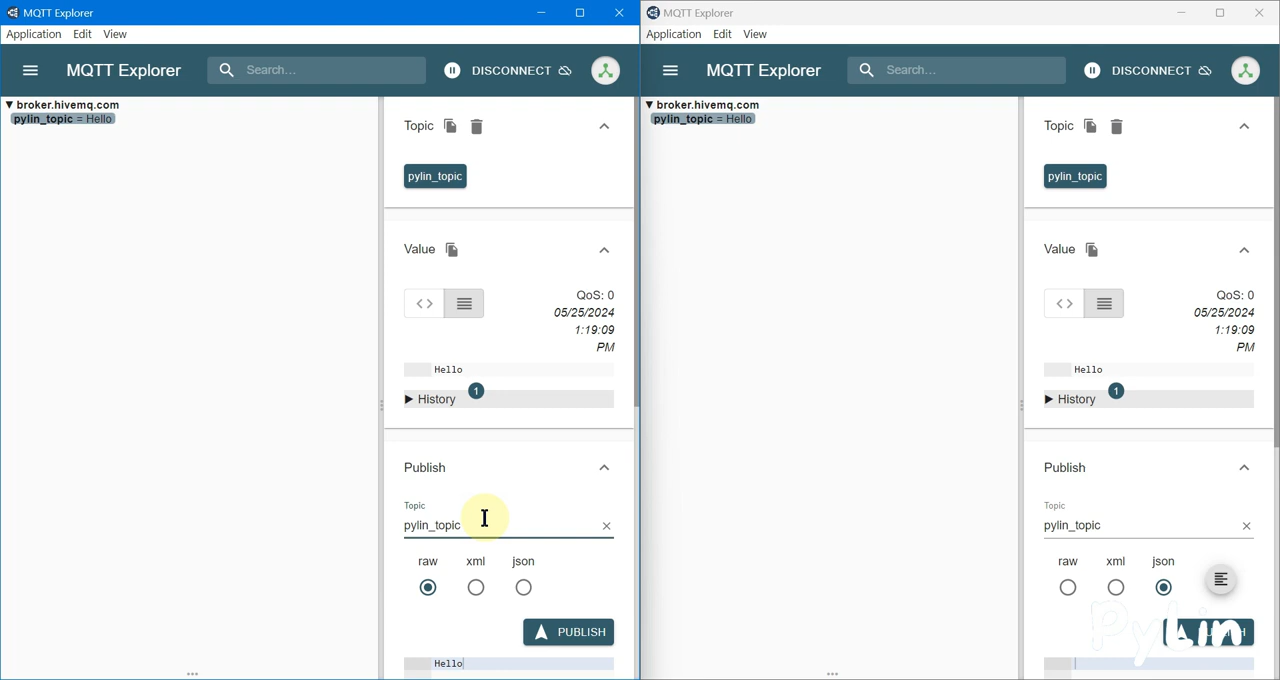 MQTT Explorer
Application Edit View
MQTT Explorer
Search...
DISCONNECT
▼ broker.hivemq.com
pylin_topic = Hello
Topic
pylin_topic
Value
QoS: 0
05/25/2024
1:19:09
PM
Hello
▶ History 1
Publish
Topic
pylin_topic
raw xml json
PUBLISH
Hello
MQTT Explorer
Application Edit View
MQTT Explorer
Search...
DISCONNECT
▼ broker.hivemq.com
pylin_topic = Hello
Topic
pylin_topic
Value
QoS: 0
05/25/2024
1:19:09
PM
Hello
▶ History 1
Publish
Topic
pylin_topic
raw xml json
PyLin